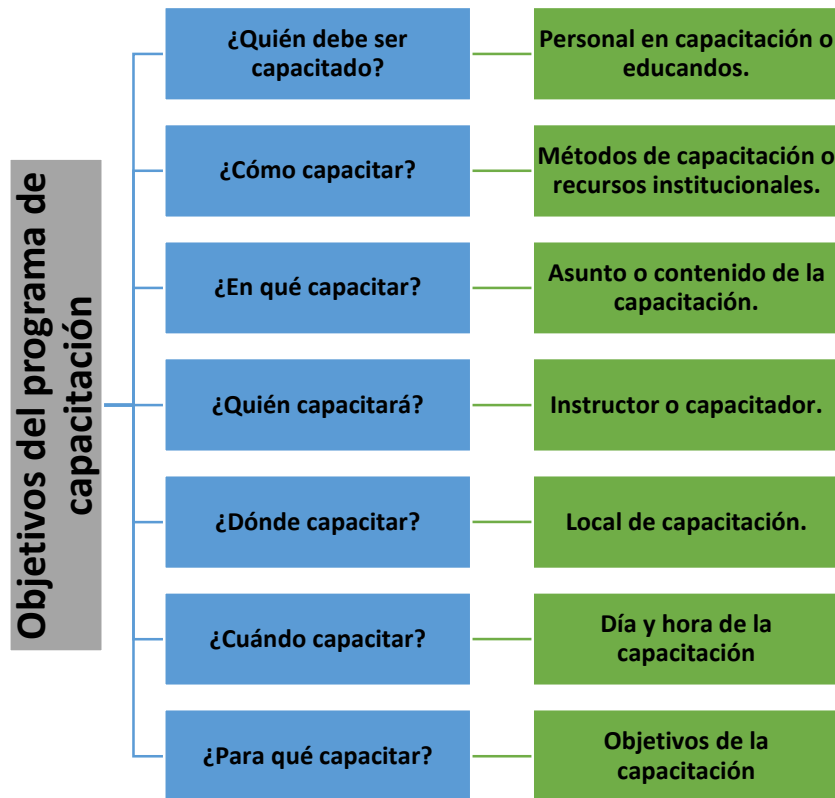 Objetivos del programa de
capacitación
¿Quién debe ser
capacitado?
Personal en capacitación o
educandos.
¿Cómo capacitar?
Métodos de capacitación o
recursos institucionales.
¿En qué capacitar?
Asunto o contenido de la
capacitación.
¿Quién capacitará?
Instructor o capacitador.
¿Dónde capacitar?
Local de capacitación.
¿Cuándo capacitar?
Día y hora de la
capacitación
¿Para qué capacitar?
Objetivos de la
capacitación